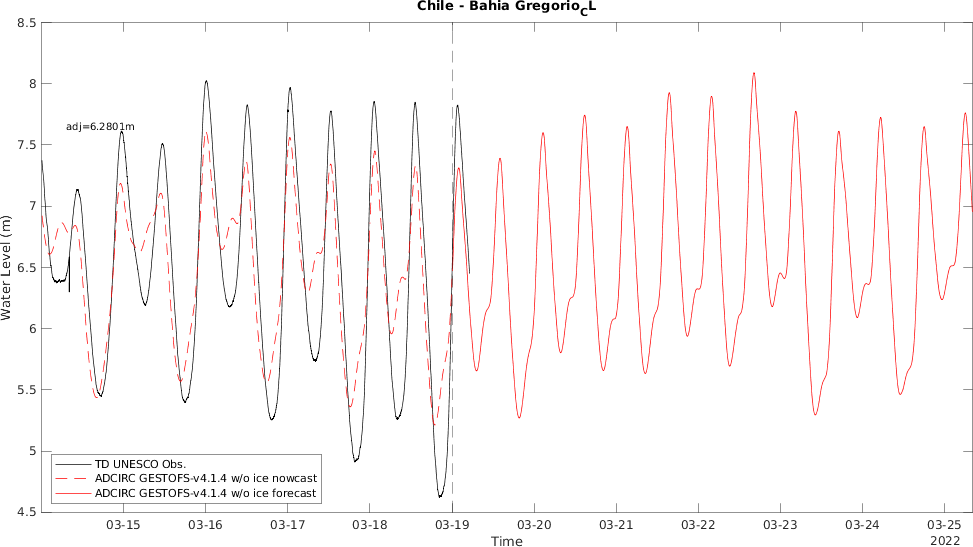 Chile - Bahia Gregorio_CL
8.5
8
7.5
7
6.5
6
5.5
5
4.5
Water Level (m)
adj=6.2801m
TD UNESCO Obs.
ADCIRC GESTOFS-v4.1.4 w/o ice nowcast
ADCIRC GESTOFS-v4.1.4 w/o ice forecast
03-15 03-16 03-17 03-18 03-19 03-20 03-21 03-22 03-23 03-24 03-25
Time 2022